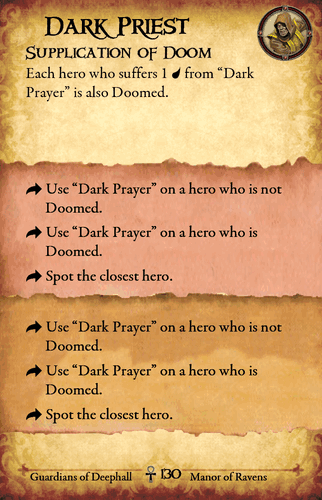 Dark Priest
Supplication of Doom
Each hero who suffers 1 from “Dark
Prayer” is also Doomed.
Use “Dark Prayer” on a hero who is not
Doomed.
Use “Dark Prayer” on a hero who is
Doomed.
Spot the closest hero.
Use “Dark Prayer” on a hero who is not
Doomed.
Use “Dark Prayer” on a hero who is
Doomed.
Spot the closest hero.
Guardians of Deephall 130 Manor of Ravens